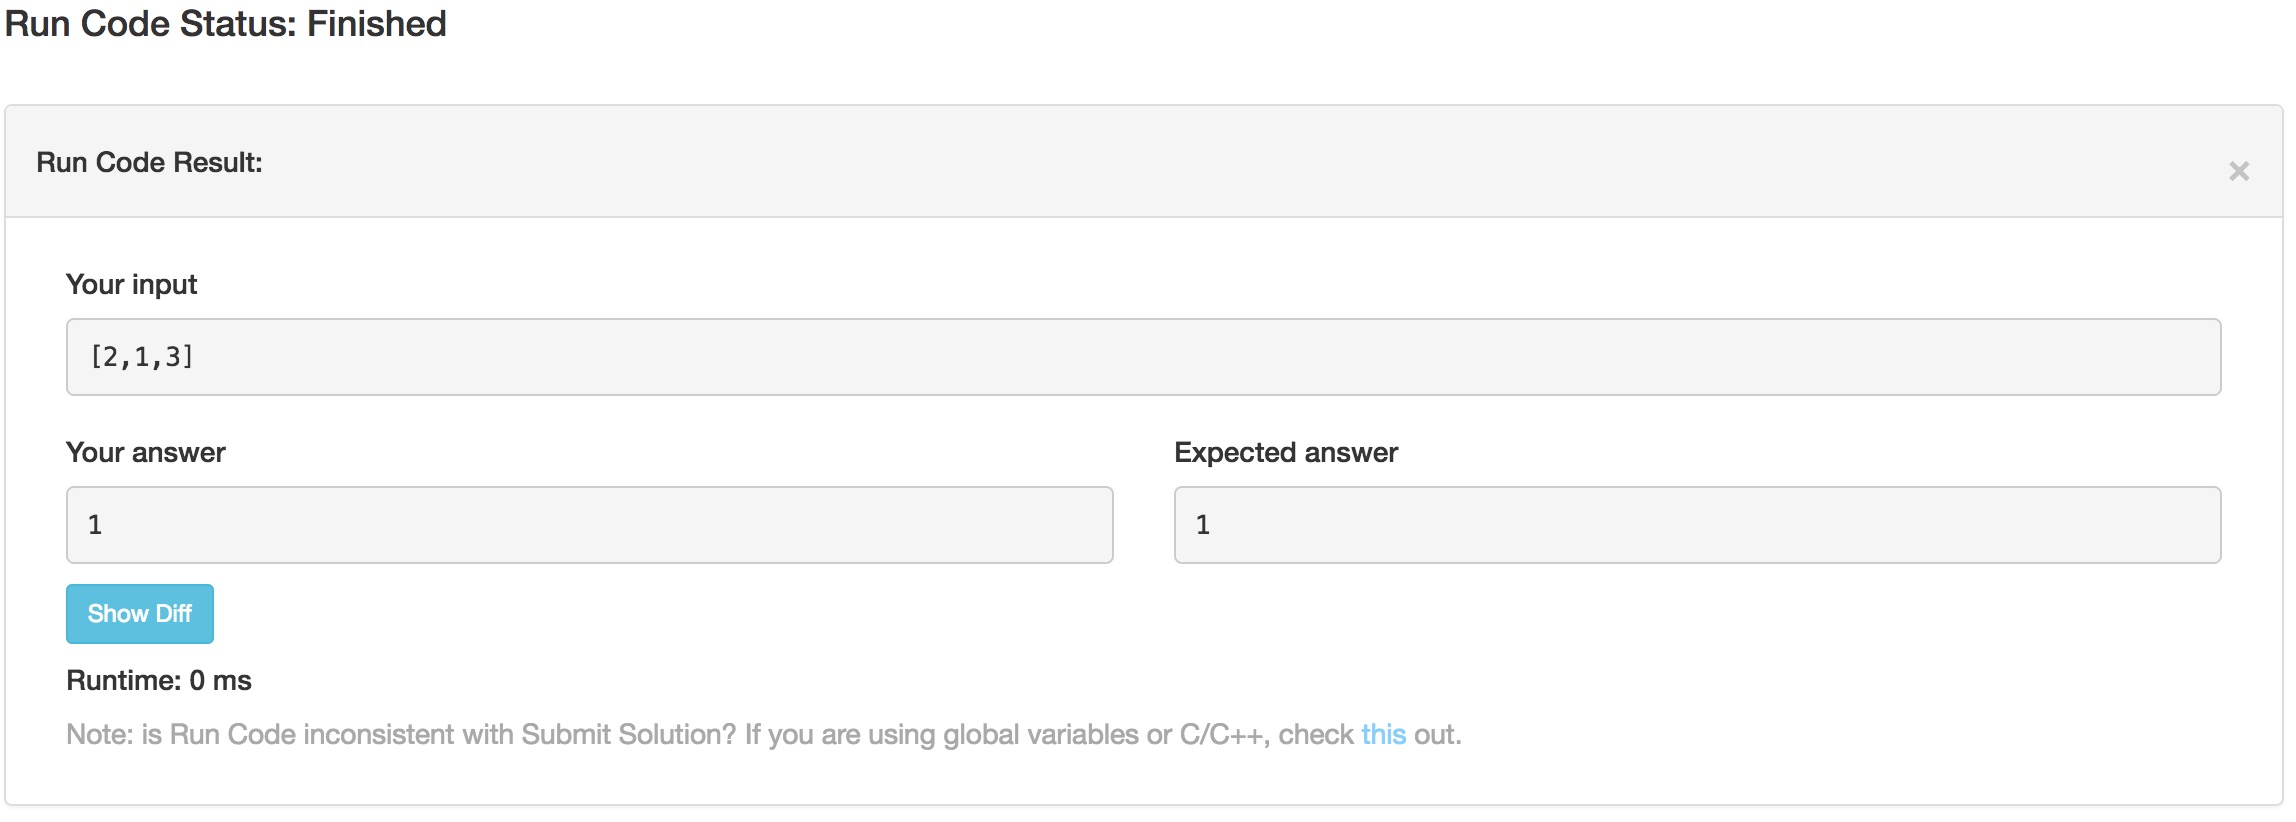 Run Code Status: Finished
Run Code Result:
×
Your input
[2,1,3]
Your answer
Expected answer
1
1
Show Diff
Runtime: 0 ms
Note: is Run Code inconsistent with Submit Solution? If you are using global variables or C/C++, check this out.